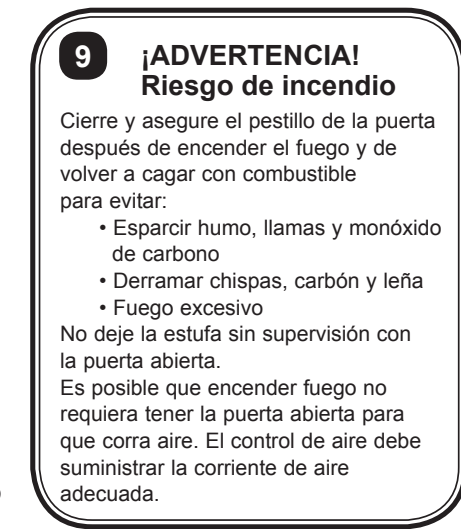 9 ¡ADVERTENCIA!
Riesgo de incendio
Cierre y asegure el pestillo de la puerta
después de encender el fuego y de
volver a cagar con combustible
para evitar:
• Esparcir humo, llamas y monóxido
de carbono
• Derramar chispas, carbón y leña
• Fuego excesivo
No deje la estufa sin supervisión con
la puerta abierta.
Es posible que encender fuego no
requiera tener la puerta abierta para
que corra aire. El control de aire debe
suministrar la corriente de aire
adecuada.